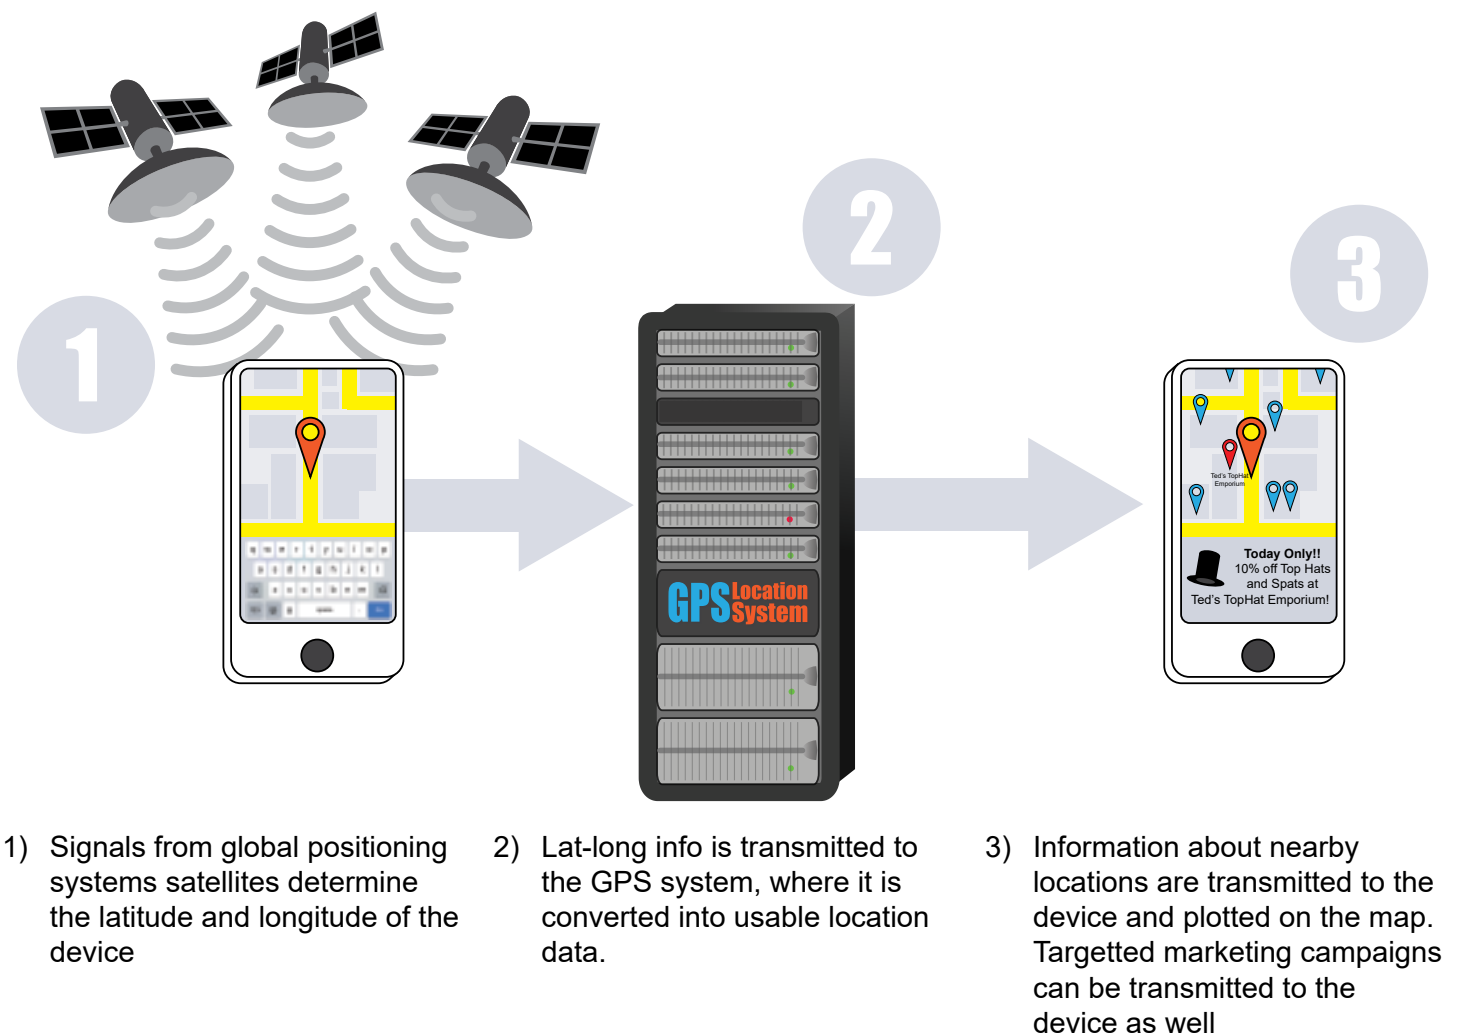 1
2
3
Ted's TopHat
Emporium
Today Only!!
10% off Top Hats
and Spats at
Ted's TopHat Emporium!
GPS Location
System
1) Signals from global positioning
systems satellites determine
the latitude and longitude of the
device
2) Lat-long info is transmitted to
the GPS system, where it is
converted into usable location
data.
3) Information about nearby
locations are transmitted to the
device and plotted on the map.
Targetted marketing campaigns
can be transmitted to the
device as well